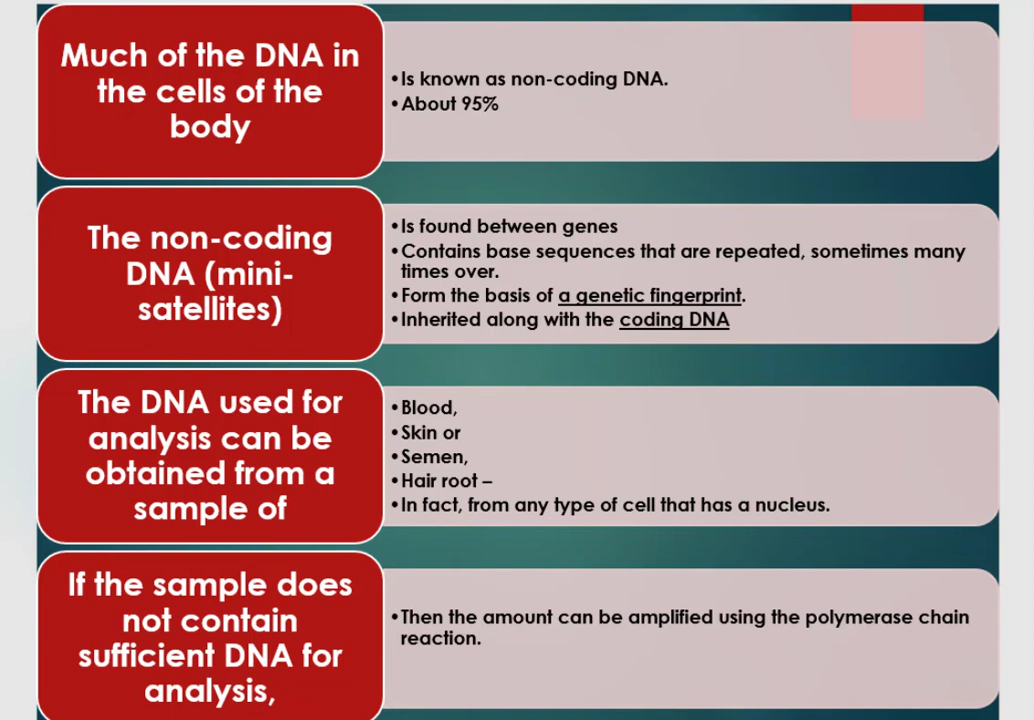 Much of the DNA in
the cells of the
body
•Is known as non-coding DNA.
•About 95%
The non-coding
DNA (mini-
satellites)
•Is found between genes
•Contains base sequences that are repeated, sometimes many
times over.
•Form the basis of a genetic fingerprint.
•Inherited along with the coding DNA
The DNA used for
analysis can be
obtained from a
sample of
•Blood,
•Skin or
•Semen,
•Hair root –
•In fact, from any type of cell that has a nucleus.
If the sample does
not contain
sufficient DNA for
analysis,
•Then the amount can be amplified using the polymerase chain
reaction.